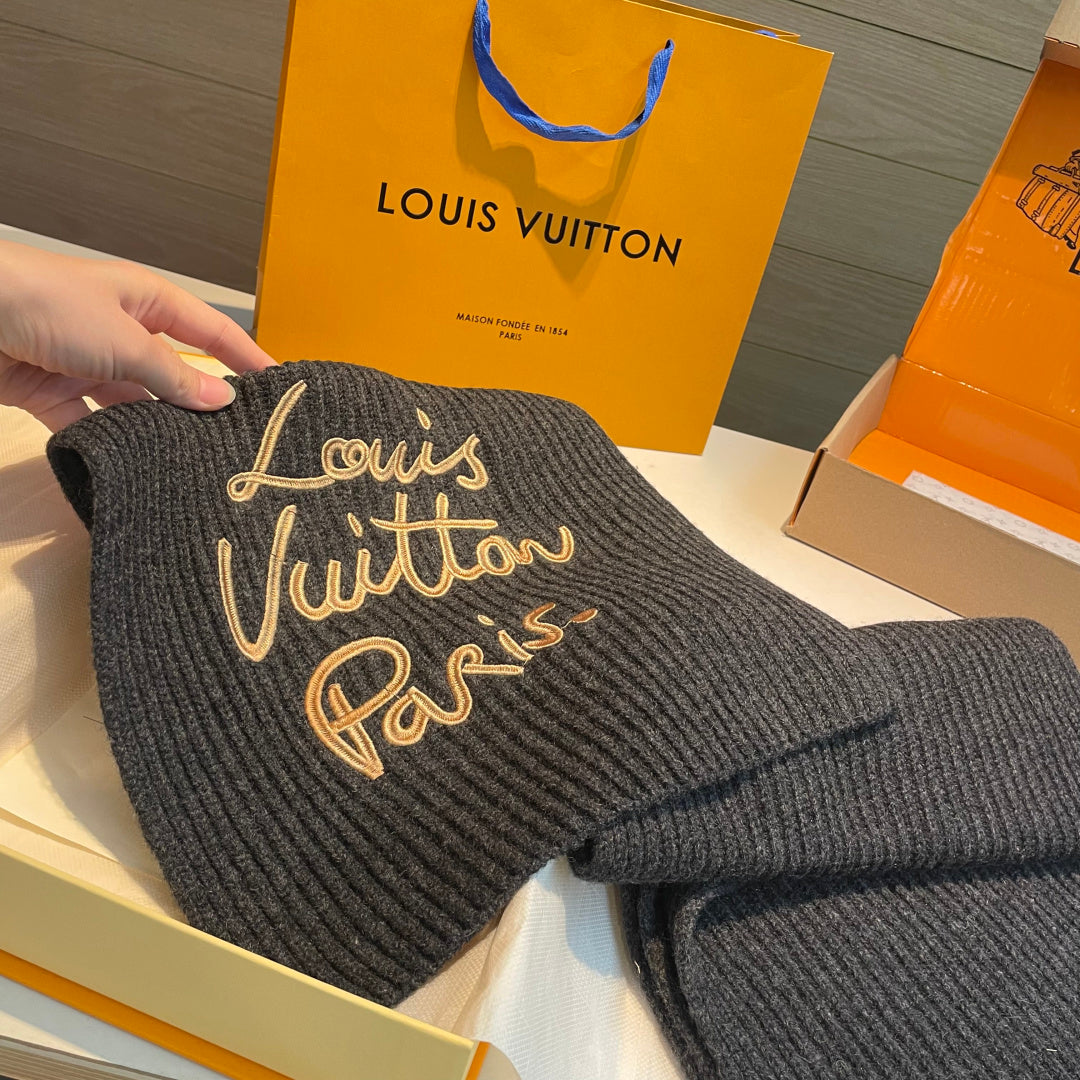 LOUIS VUITTON
MAISON FONDÉE EN 1854
PARIS
Louis
Vuitton
Paris.